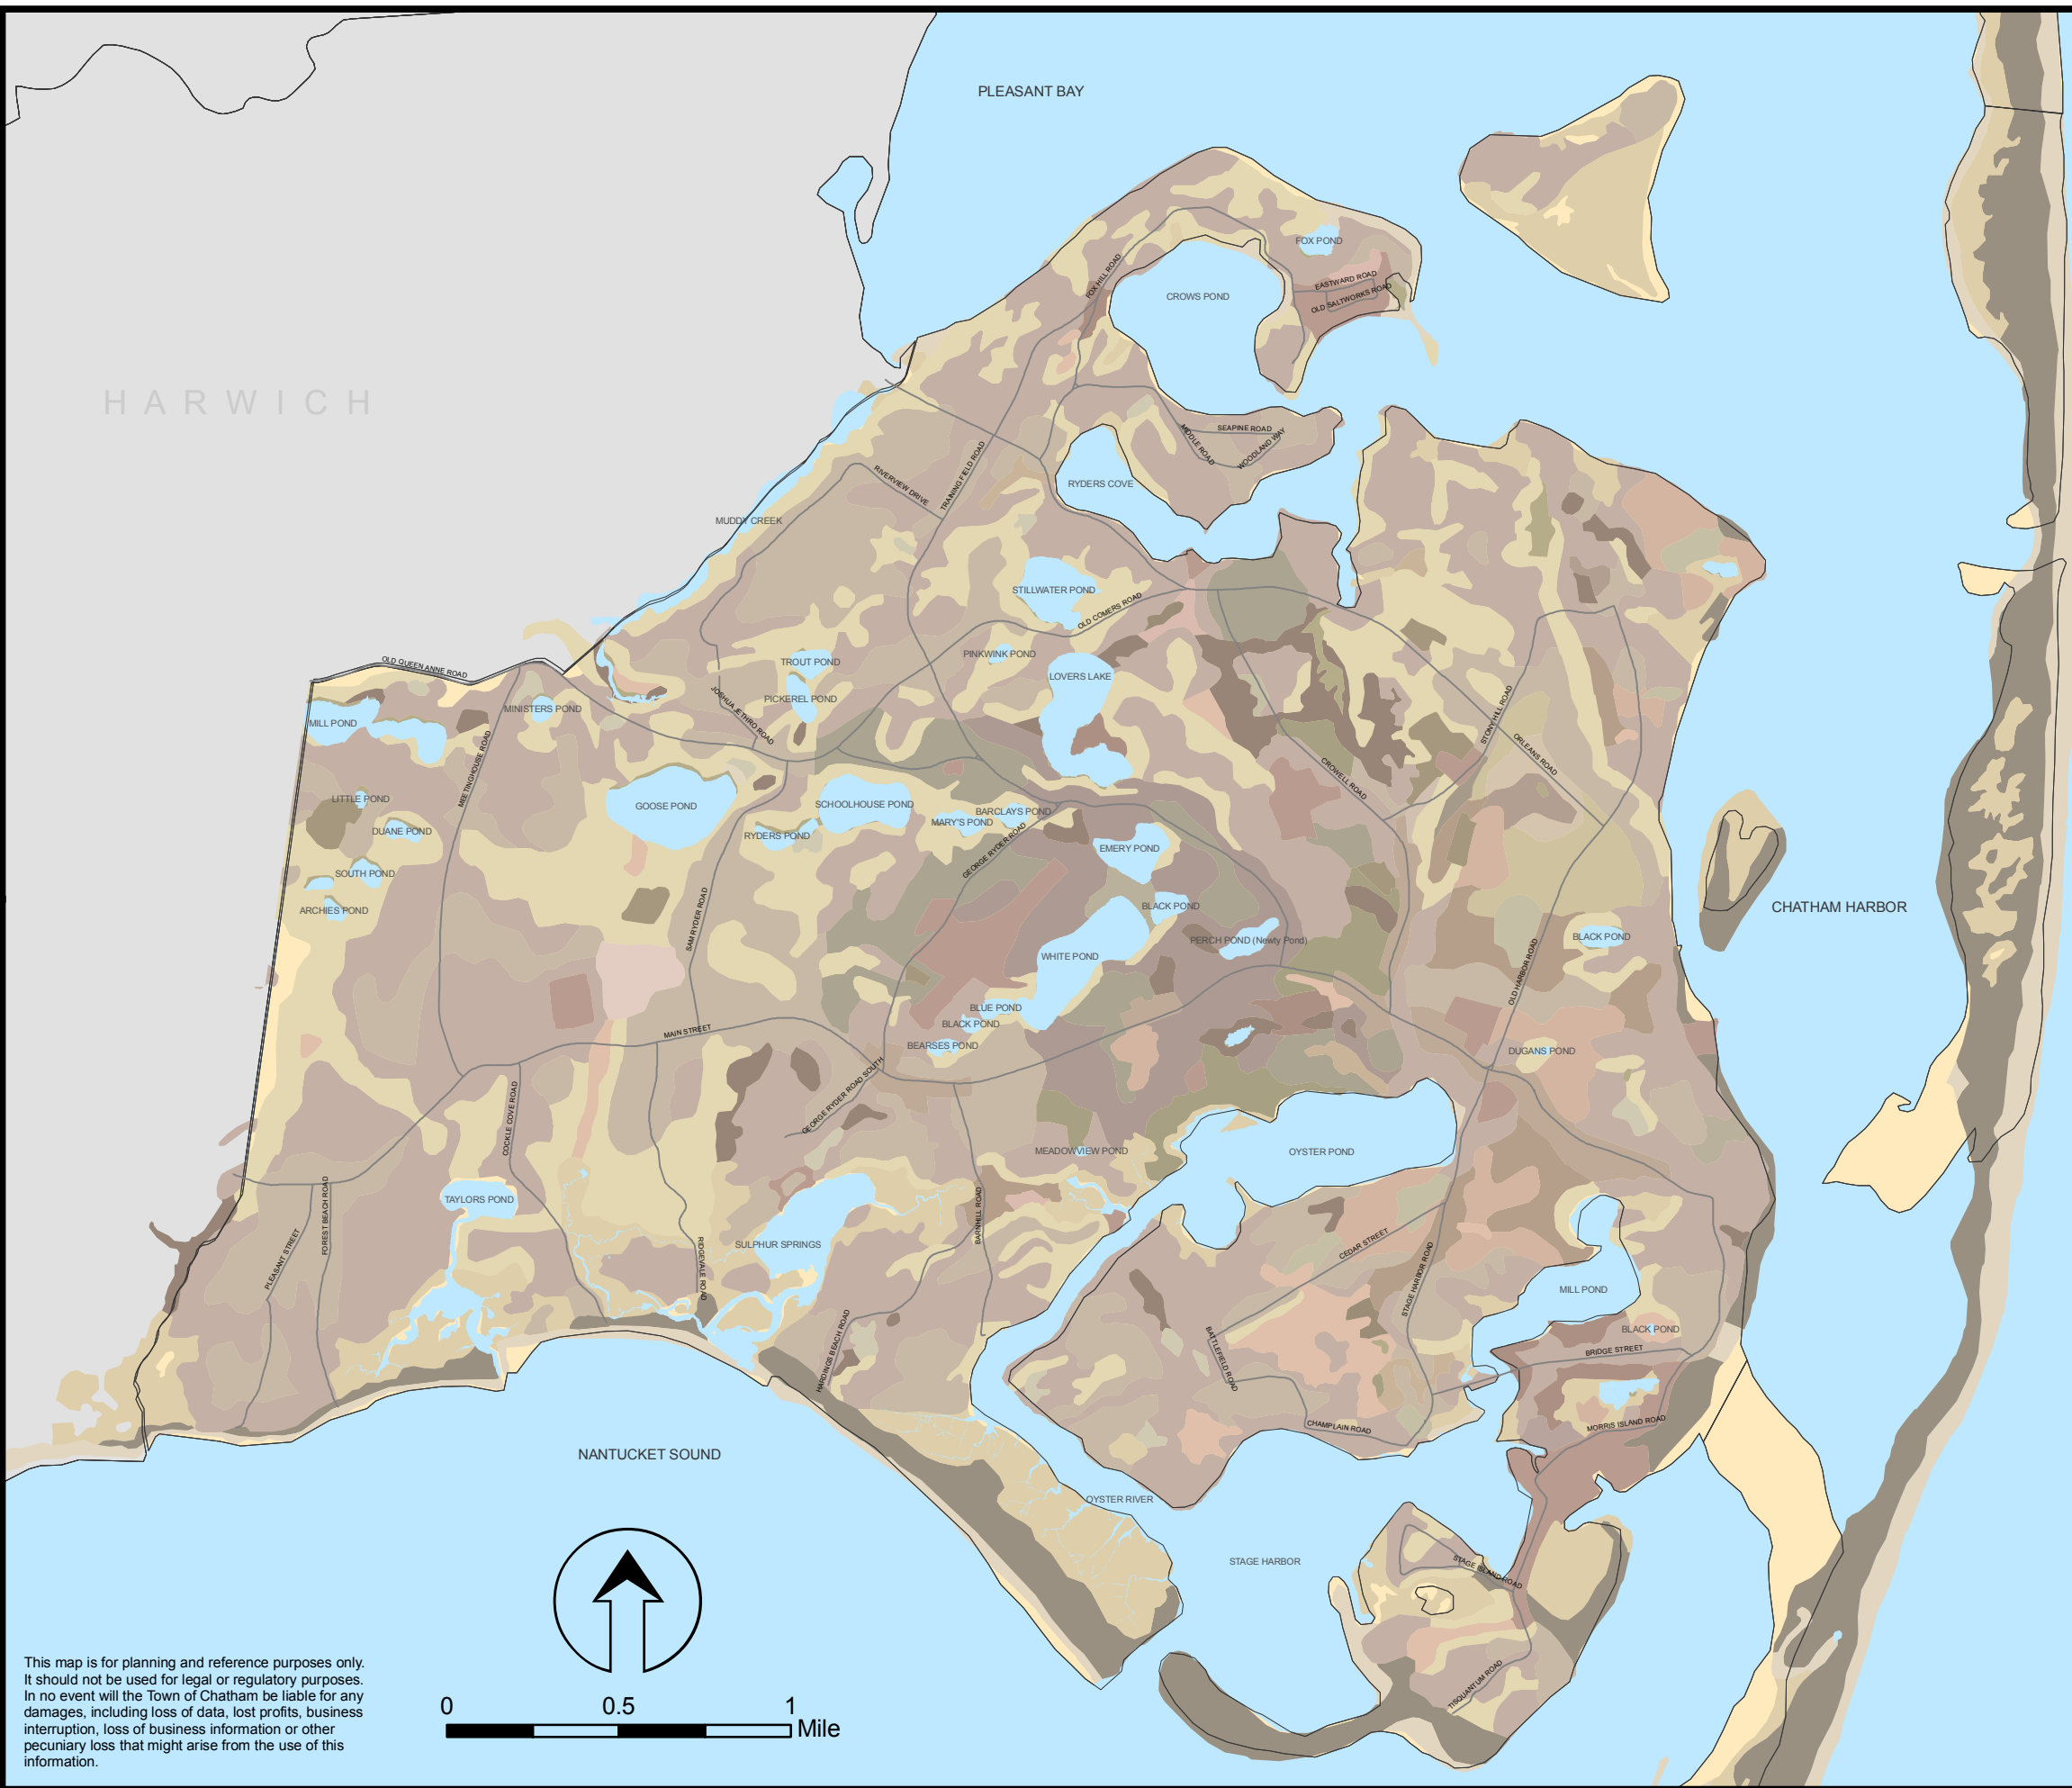 PLEASANT BAY
FOX POND
FOX HILL ROAD
EASTWARD ROAD
CROWS POND
OLD SALTWORKS ROAD
HARWICH
SEAPINE ROAD
MIDDLE ROAD
WOODLAND WAY
TRAINING FIELD ROAD
RIVERVIEW DRIVE
RYDERS COVE
MUDDY CREEK
STILLWATER POND
OLD COMERS ROAD
PINKWINK POND
TROUT POND
OLD QUEEN ANNE ROAD
LOVERS LAKE
PICKEREL POND
JOSHUA JETHRO ROAD
MINISTERS POND
MILL POND
STONY HILL ROAD
ORLEANS ROAD
MEETINGHOUSE ROAD
CROWELL ROAD
LITTLE POND
GOOSE POND
SCHOOLHOUSE POND
BARCLAYS POND
MARY'S POND
DUANE POND
RYDERS POND
GEORGE RYDER ROAD
EMERY POND
SOUTH POND
BLACK POND
CHATHAM HARBOR
ARCHIES POND
SAM RYDER ROAD
PERCH POND (Newty Pond)
BLACK POND
WHITE POND
OLD HARBOR ROAD
BLUE POND
BLACK POND
MAIN STREET
BEARSES POND
DUGANS POND
GEORGE RYDER ROAD SOUTH
COCKLE COVE ROAD
MEADOWVIEW POND
OYSTER POND
TAYLORS POND
FOREST BEACH ROAD
BARNHILL ROAD
PLEASANT STREET
SULPHUR SPRINGS
CEDAR STREET
RIDGEVALE ROAD
STAGE HARBOR ROAD
MILL POND
BLACK POND
HARDINGS BEACH ROAD
BATTLEFIELD ROAD
BRIDGE STREET
CHAMPLAIN ROAD
MORRIS ISLAND ROAD
NANTUCKET SOUND
OYSTER RIVER
STAGE HARBOR
STAGE ISLAND ROAD
TISQUANTUM ROAD
This map is for planning and reference purposes only.
It should not be used for legal or regulatory purposes.
In no event will the Town of Chatham be liable for any
damages, including loss of data, lost profits, business
interruption, loss of business information or other
pecuniary loss that might arise from the use of this
information.
0 0.5 1
Mile